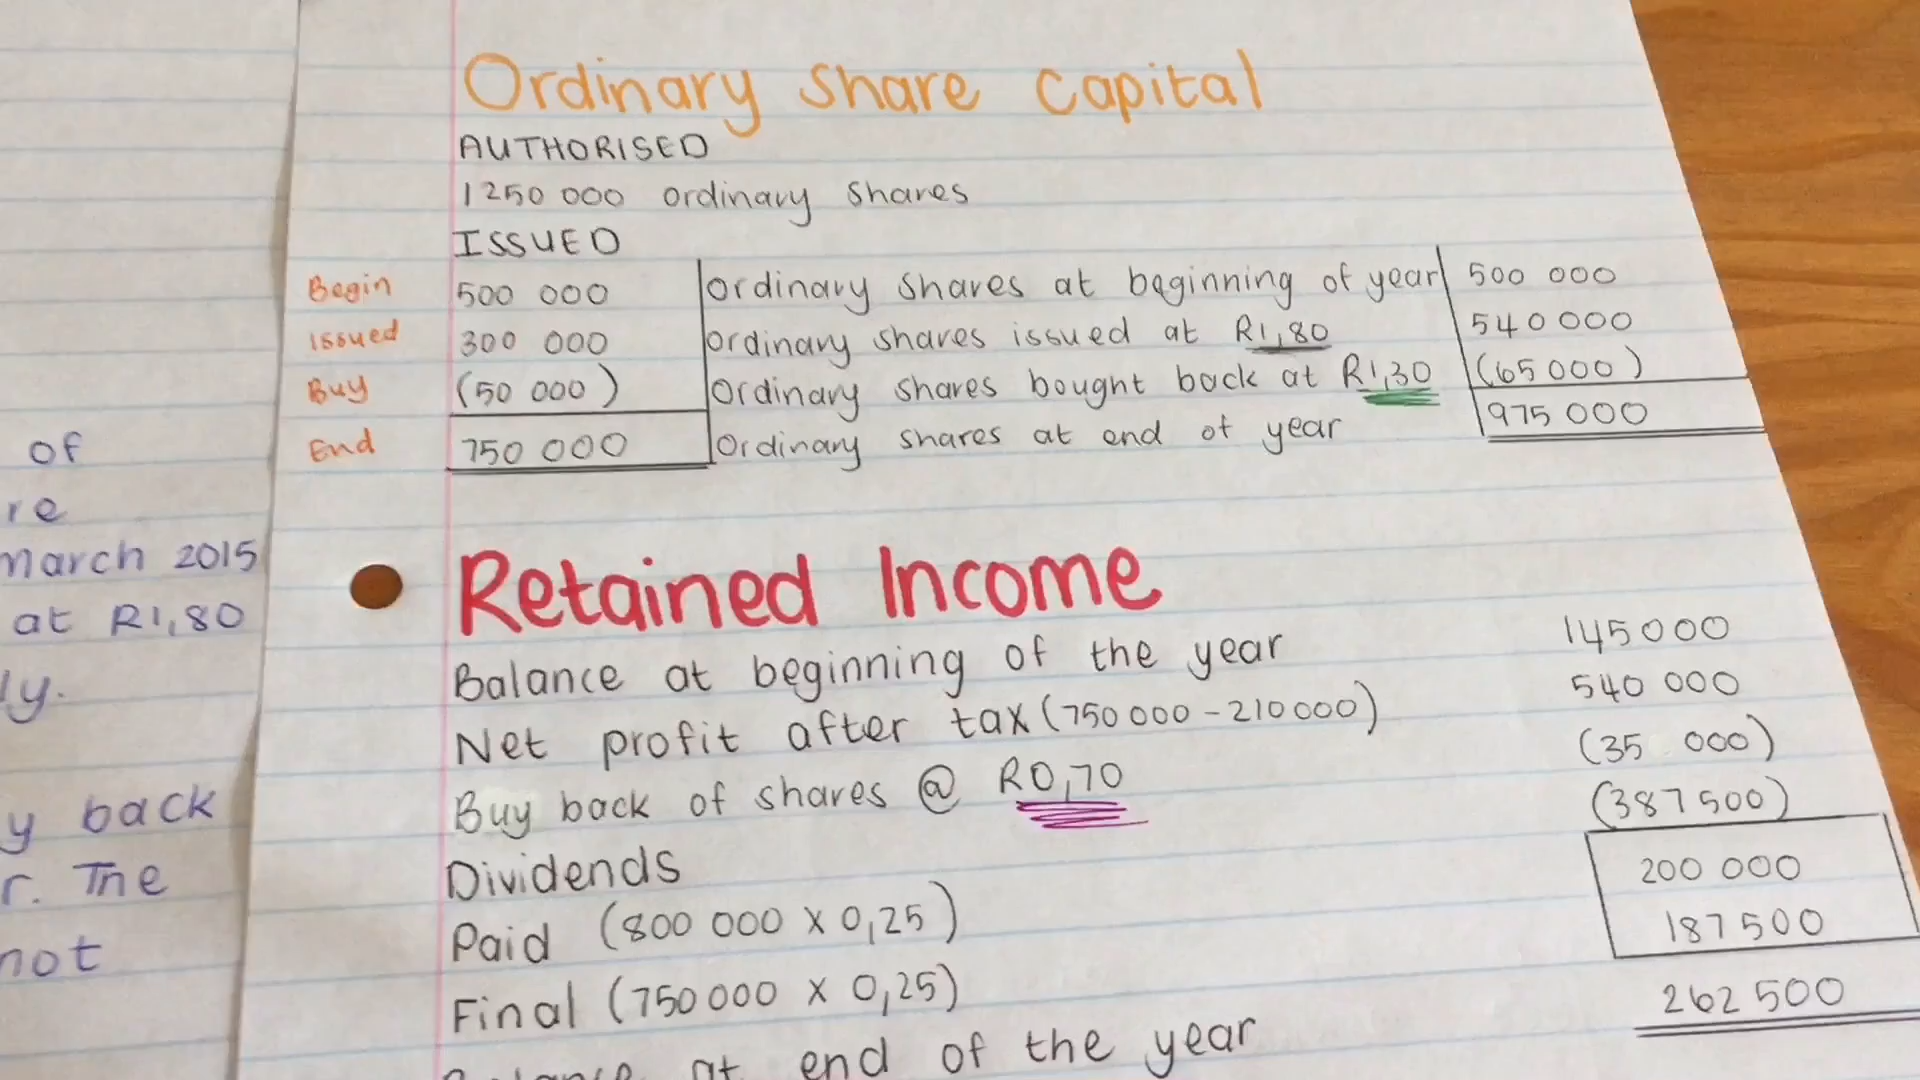 of
re
march 2015
at R1,80
ly.
y back
r. The
not
Ordinary Share Capital
AUTHORISED
1250 000 ordinary shares
ISSUED
Begin 500 000 ordinary shares at beginning of year 500 000
Issued 300 000 ordinary shares issued at R1,80 540 000
Buy (50 000) ordinary shares bought back at R1,30 (65 000)
End 750 000 ordinary shares at end of year 975 000
Retained Income
Balance at beginning of the year 145 000
Net profit after tax (750 000 - 210 000) 540 000
Buy back of shares @ R0,70 (35 000)
Dividends (387 500)
Paid (800 000 x 0,25) 200 000
Final (750 000 x 0,25) 187 500
Balance at end of the year 262 500